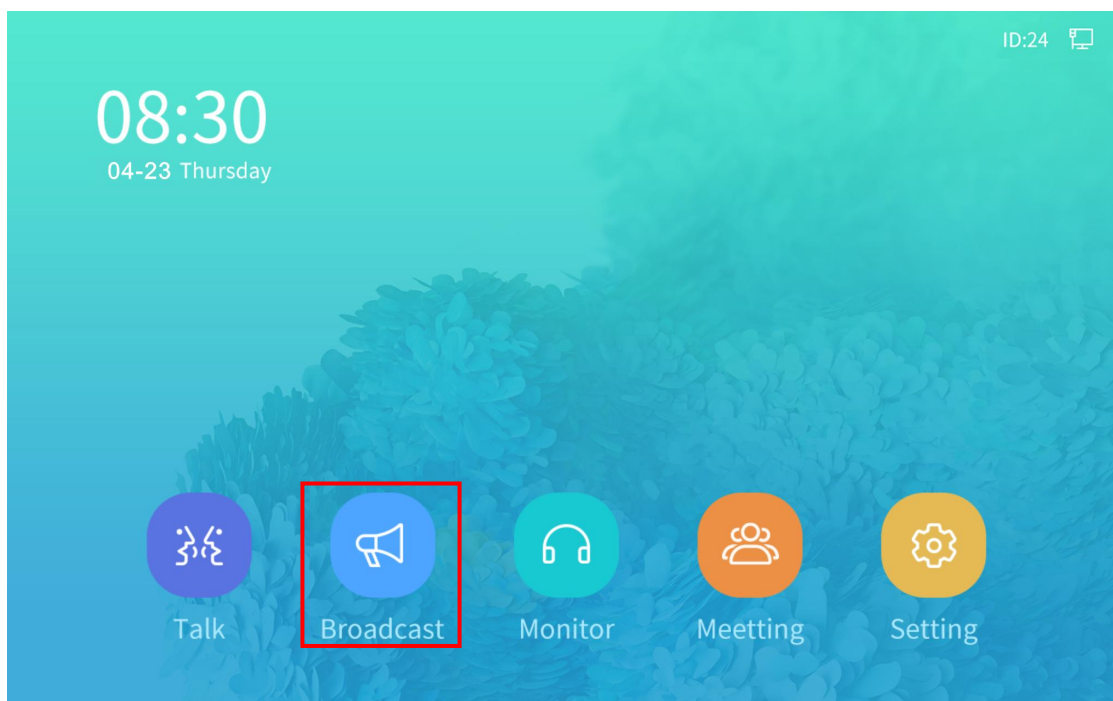 ID:24
08:30
04-23 Thursday
Talk
Broadcast
Monitor
Meetting
Setting